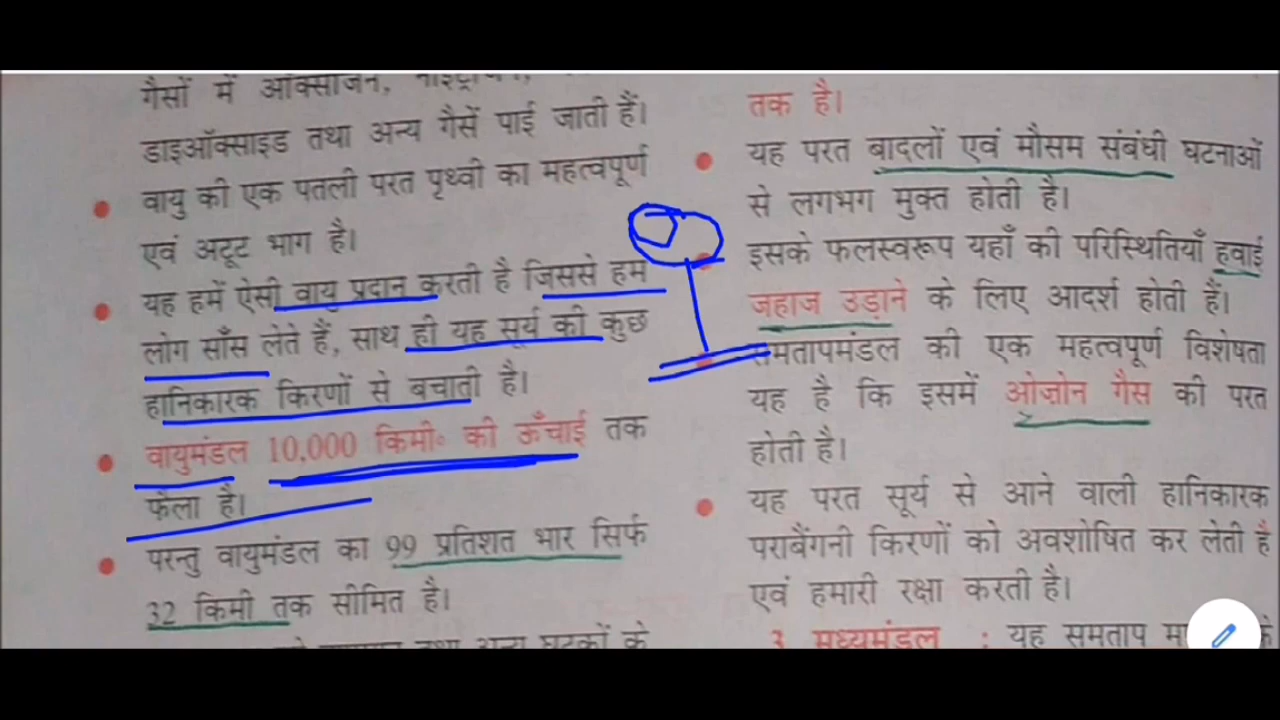 गैसों में ऑक्सीजन,
डाइऑक्साइड तथा अन्य गैसें पाई जाती हैं।
वायु की एक पतली परत पृथ्वी का महत्वपूर्ण
एवं अटूट भाग है।
यह हमें ऐसी वायु प्रदान करती है जिससे हम
लोग साँस लेते हैं, साथ ही यह सूर्य की कुछ
हानिकारक किरणों से बचाती है।
वायुमंडल 10,000 किमी॰ की ऊँचाई तक
फैला है।
परन्तु वायुमंडल का 99 प्रतिशत भार सिर्फ
32 किमी तक सीमित है।
तथा अन्य घटकों के
तक है।
यह परत बादलों एवं मौसम संबंधी घटनाओं
से लगभग मुक्त होती है।
इसके फलस्वरूप यहाँ की परिस्थितियाँ हवाई
जहाज उड़ाने के लिए आदर्श होती हैं।
समतापमंडल की एक महत्वपूर्ण विशेषता
यह है कि इसमें ओज़ोन गैस की परत
होती है।
यह परत सूर्य से आने वाली हानिकारक
पराबैंगनी किरणों को अवशोषित कर लेती है
एवं हमारी रक्षा करती है।
3. मध्यमंडल : यह समताप